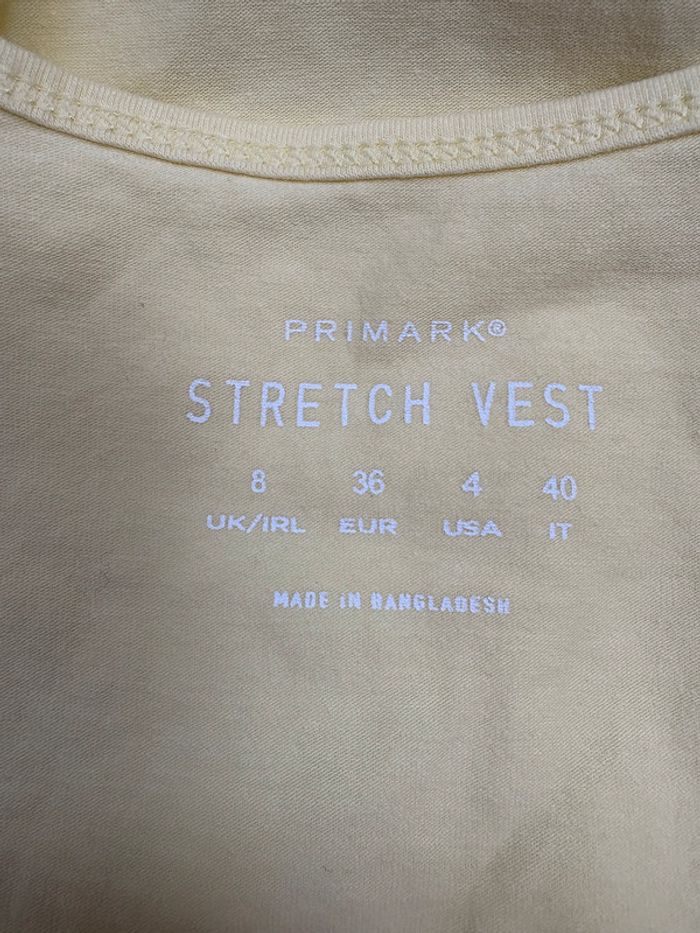 PRIMARK®
STRETCH VEST
8 36 4 40
UK/IRL EUR USA IT
MADE IN BANGLADESH